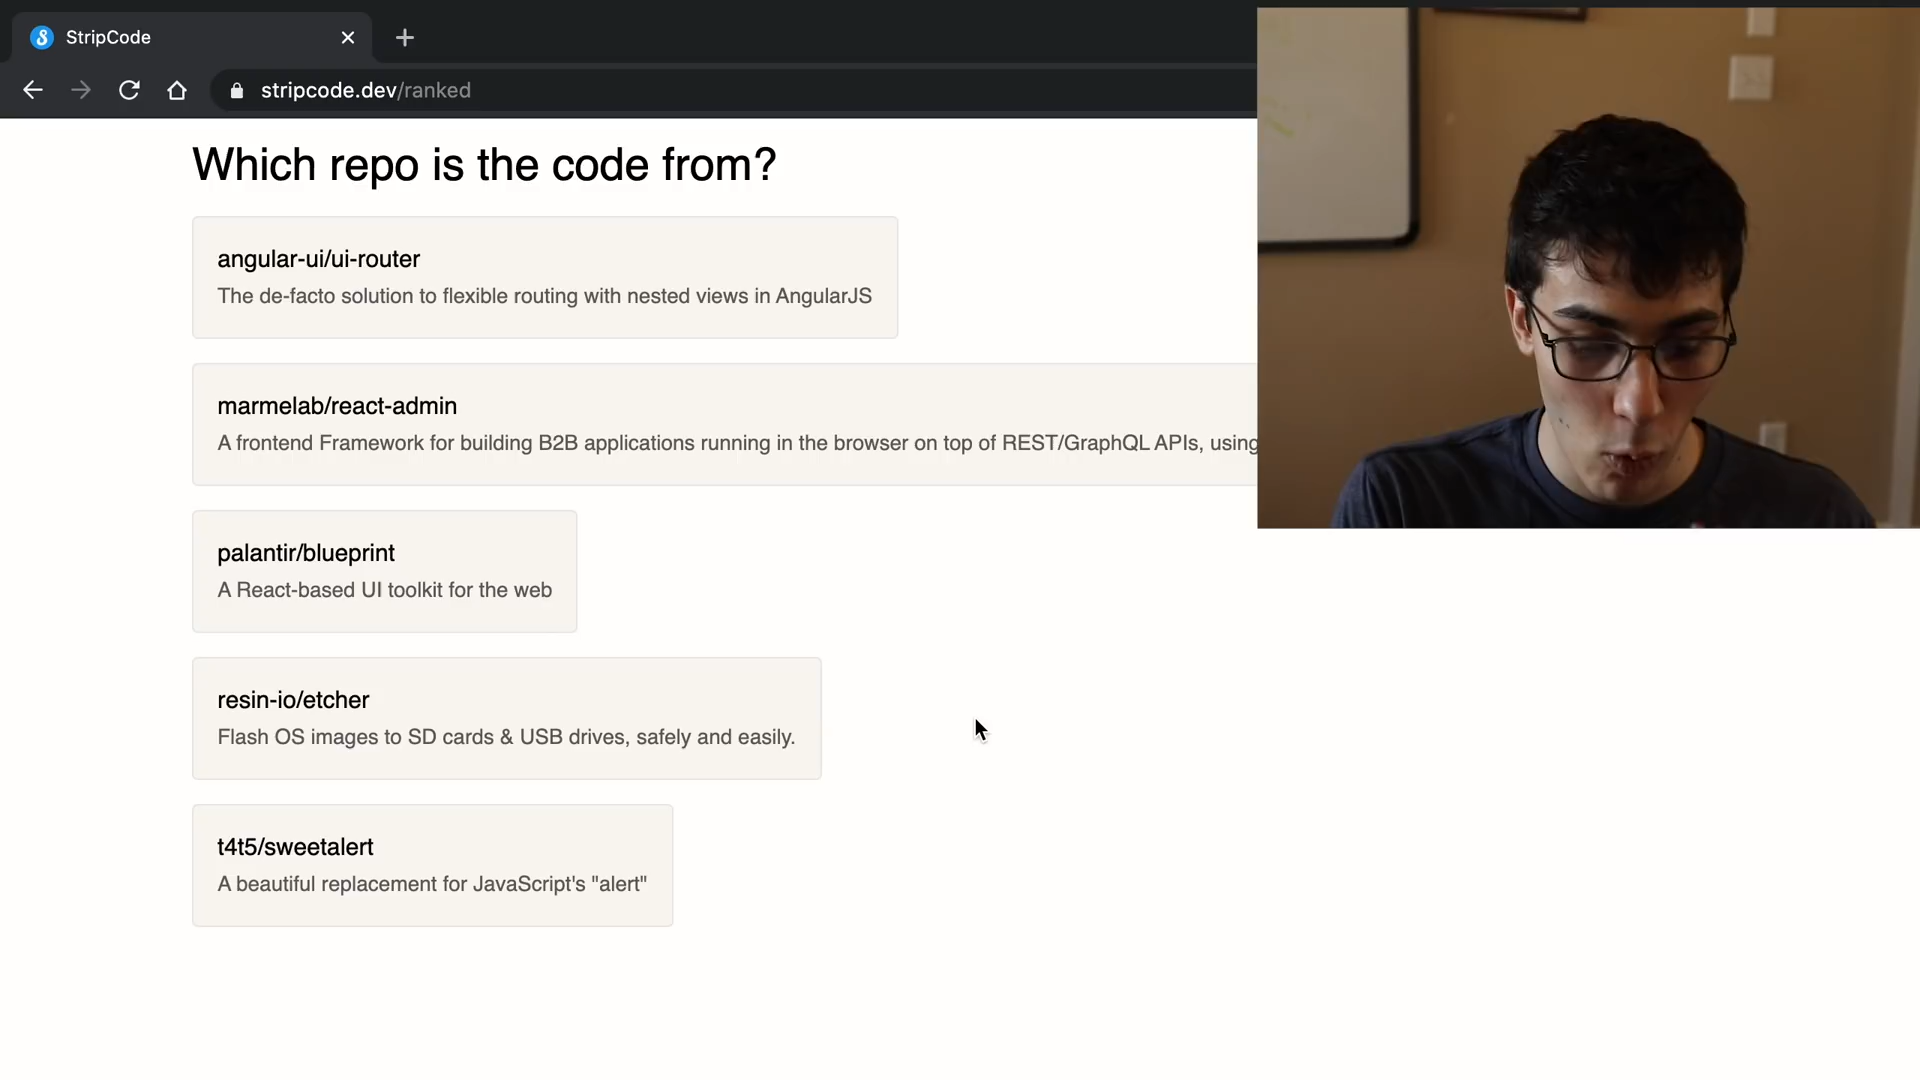 StripCode
stripcode.dev/ranked
Which repo is the code from?
angular-ui/ui-router
The de-facto solution to flexible routing with nested views in AngularJS
marmelab/react-admin
A frontend Framework for building B2B applications running in the browser on top of REST/GraphQL APIs, using
palantir/blueprint
A React-based UI toolkit for the web
resin-io/etcher
Flash OS images to SD cards & USB drives, safely and easily.
t4t5/sweetalert
A beautiful replacement for JavaScript's "alert"